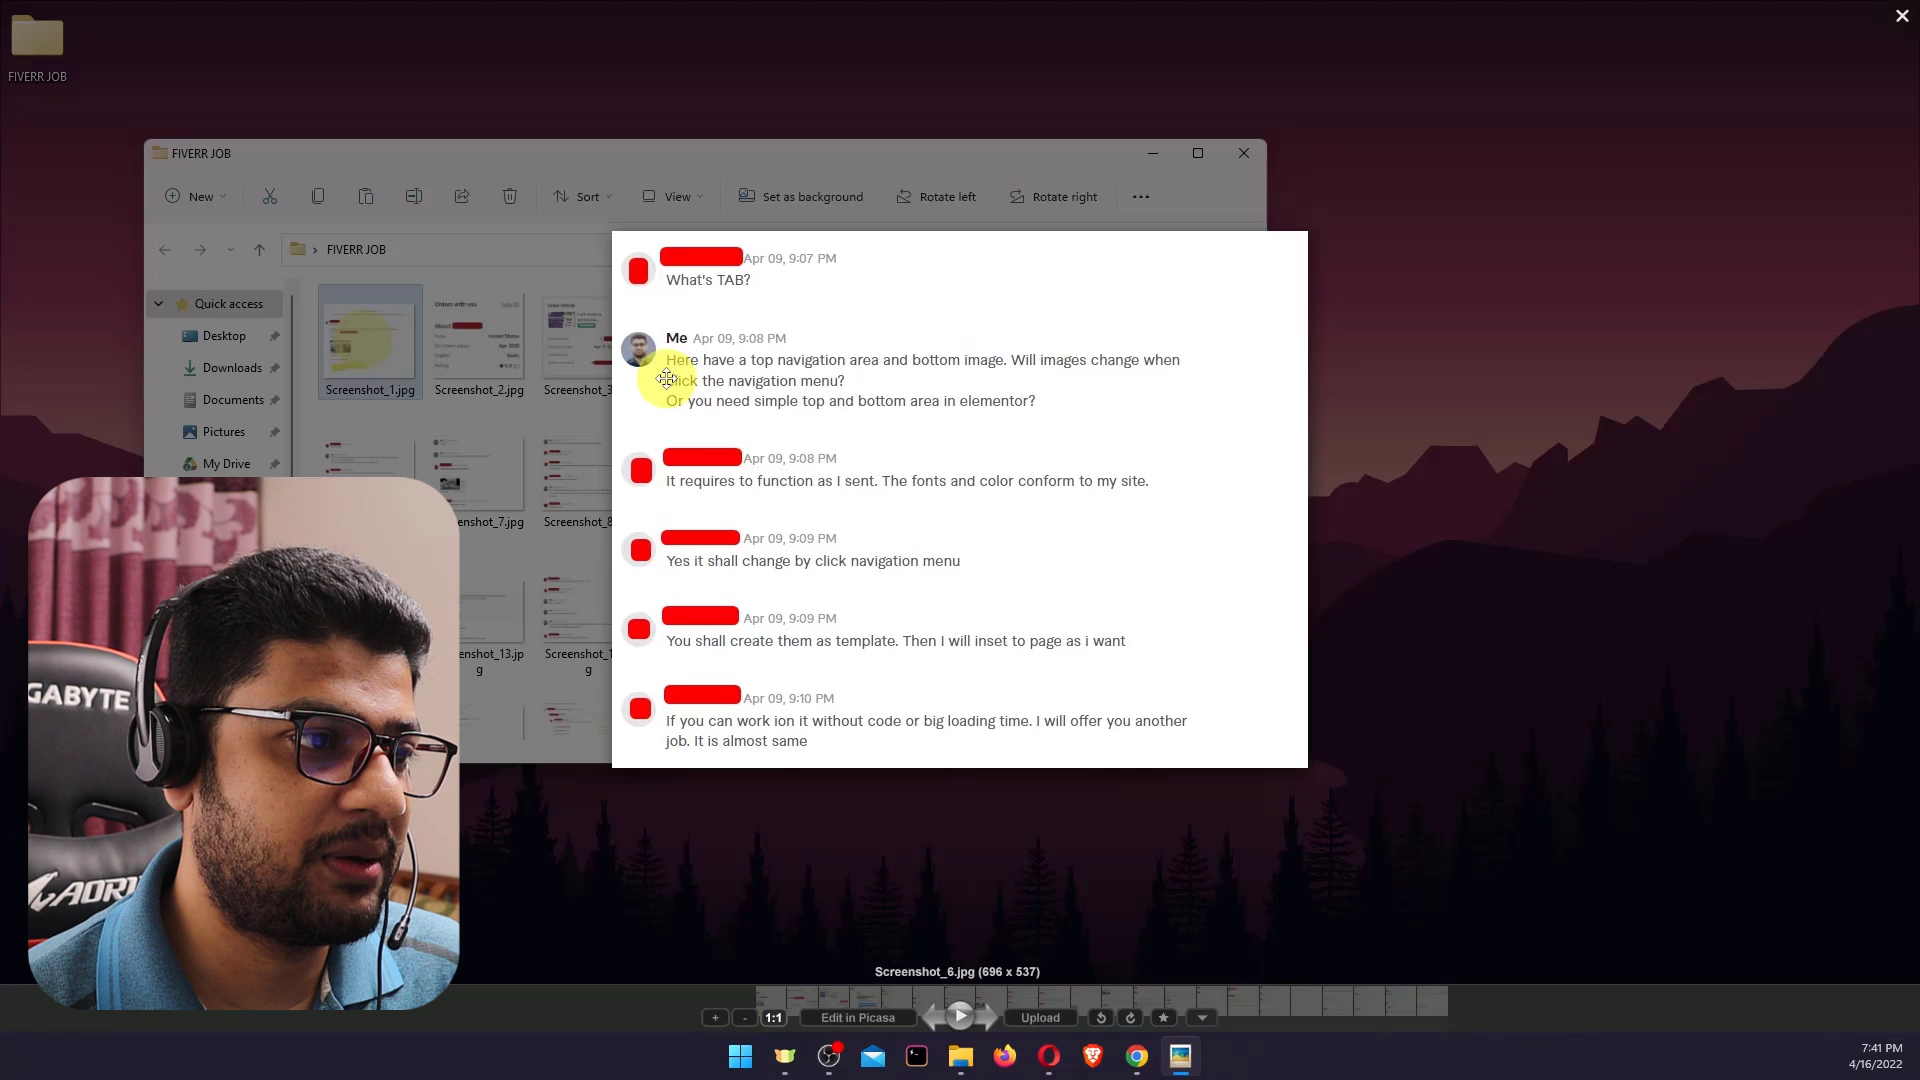 FIVERR JOB
FIVERR JOB
New
Sort
View
Set as background
Rotate left
Rotate right
FIVERR JOB
Quick access
Desktop
Downloads
Documents
Pictures
My Drive
Orders with you
About
Screenshot_1.jpg
Screenshot_2.jpg
Screenshot_3
enshot_7.jpg
Screenshot_8
enshot_13.jp
g
Screenshot_1
g
Apr 09, 9:07 PM
What's TAB?
Me Apr 09, 9:08 PM
Here have a top navigation area and bottom image. Will images change when
click the navigation menu?
Or you need simple top and bottom area in elementor?
Apr 09, 9:08 PM
It requires to function as I sent. The fonts and color conform to my site.
Apr 09, 9:09 PM
Yes it shall change by click navigation menu
Apr 09, 9:09 PM
You shall create them as template. Then I will inset to page as i want
Apr 09, 9:10 PM
If you can work ion it without code or big loading time. I will offer you another
job. It is almost same
GABYTE
AORU
Screenshot_6.jpg (696 x 537)
1:1
Edit in Picasa
Upload
7:41 PM
4/16/2022